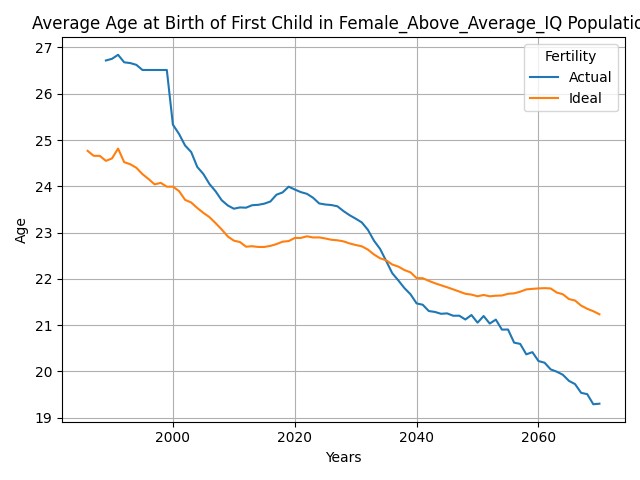 Average Age at Birth of First Child in Female_Above_Average_IQ Populatio
Fertility
Actual
Ideal
27
26
25
24
23
22
21
20
19
Age
2000 2020 2040 2060
Years